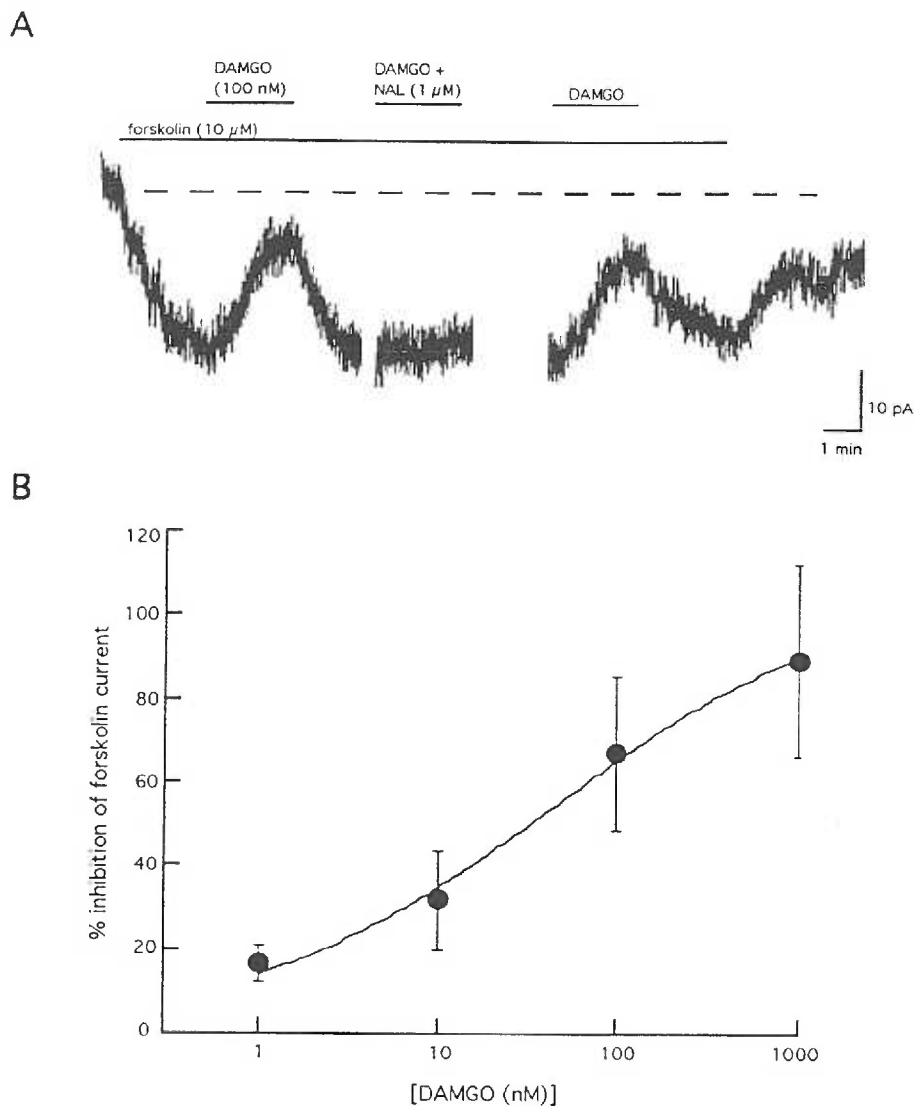 A
DAMGO
(100 nM)
DAMGO +
NAL (1 μM)
DAMGO
forskolin (10 μM)
10 pA
1 min
B
120
100
80
60
40
20
0
% inhibition of forskolin current
1
10
100
1000
[DAMGO (nM)]